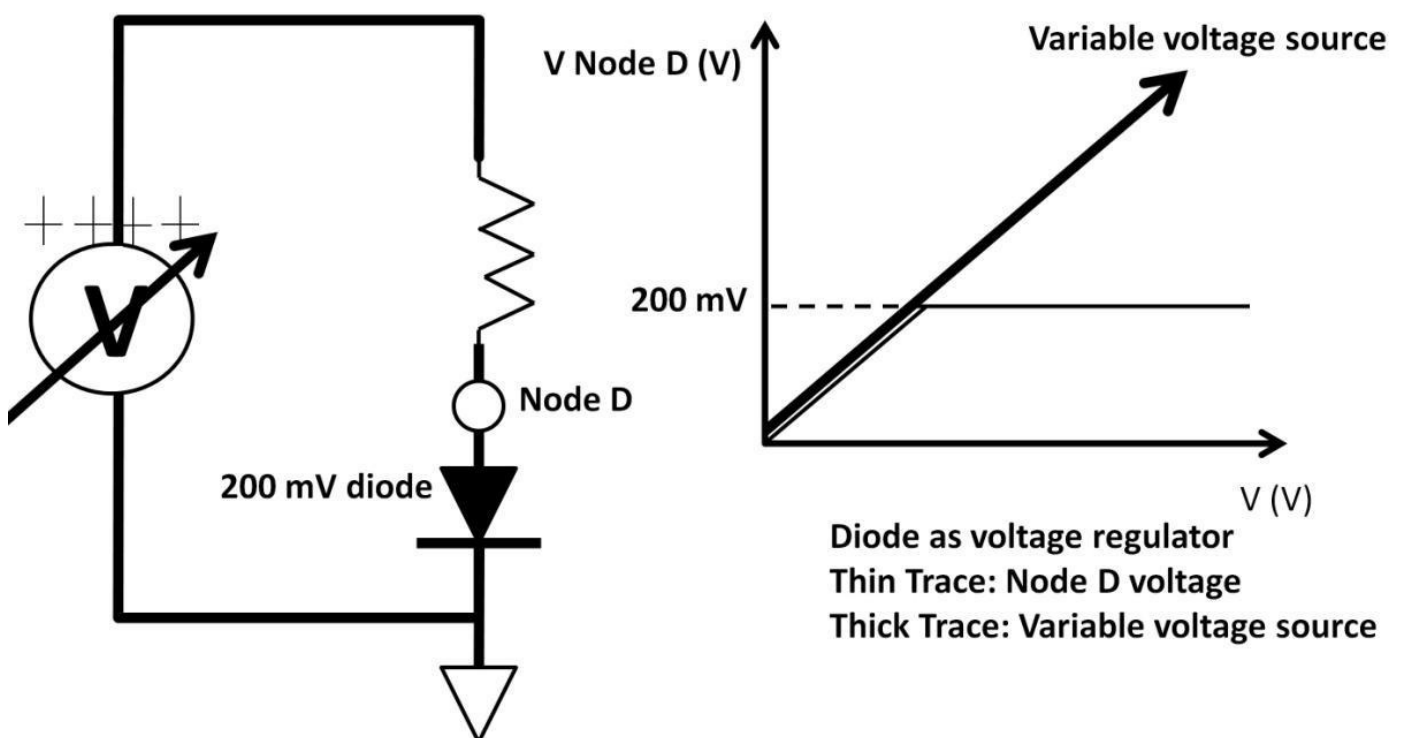 Variable voltage source
V Node D (V)
V
200 mV
Node D
200 mV diode
V (V)
Diode as voltage regulator
Thin Trace: Node D voltage
Thick Trace: Variable voltage source